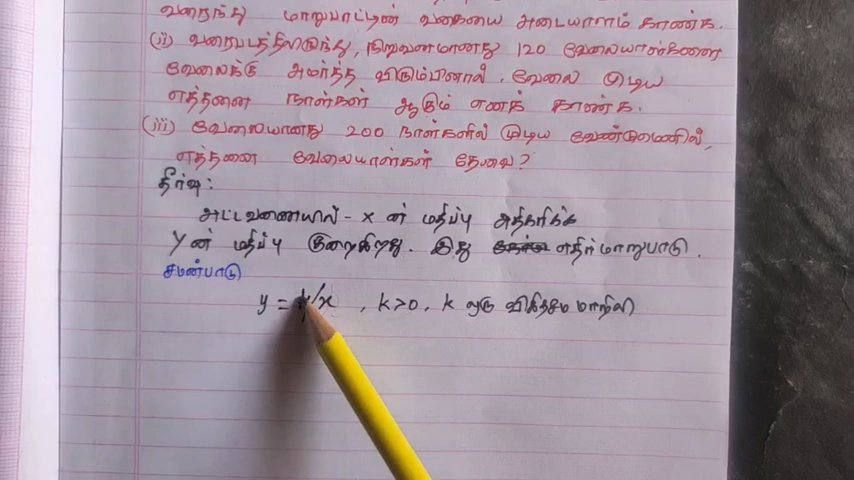 வரைந்து மாறுபாட்டின் வகையை அடையாளம் காண்க.
(ii) வரைபடத்திலிருந்து, நிறுவனமானது 120 வேலையாள்களை
வேலைக்கு அமர்த்த விரும்பினால், வேலை முடிய
எத்தனை நாள்கள் ஆகும் எனக் காண்க.
(iii) வேலையானது 200 நாள்களில் முடிய வேண்டுமெனில்,
எத்தனை வேலையாள்கள் தேவை?
தீர்வு:
அட்டவணையில் - x ன் மதிப்பு அதிகரிக்க
y ன் மதிப்பு குறைகிறது. இது எதிர்மாறுபாடு.
சமன்பாடு
y = k/x , k>0, k ஒரு விகிதசம மாறிலி